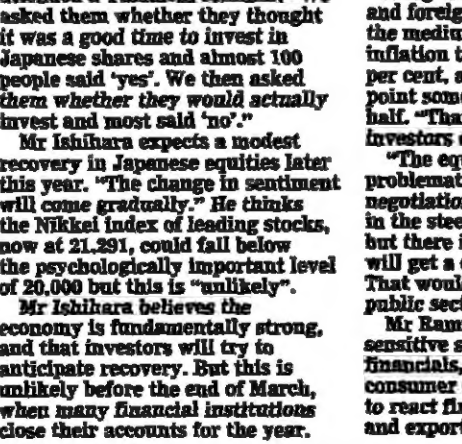 asked them whether they thought
it was a good time to invest in
Japanese shares and almost 100
people said 'yes'. We then asked
them whether they would actually
invest and most said 'no'."
Mr Ishihara expects a modest
recovery in Japanese equities later
this year. "The change in sentiment
will come gradually." He thinks
the Nikkei index of leading stocks,
now at 21,291, could fall below
the psychologically important level
of 20,000 but this is "unlikely".
Mr Ishihara believes the
economy is fundamentally strong,
and that investors will try to
anticipate recovery. But this is
unlikely before the end of March,
when many financial institutions
close their accounts for the year.
and foreig
the medium
inflation t
per cent, a
point some
half. "That
investors
"The eq
problemat
negotiation
in the stee
but there i
will get a
That woul
public sect
Mr Ram
sensitive s
financials,
consumer
to react fi
and export